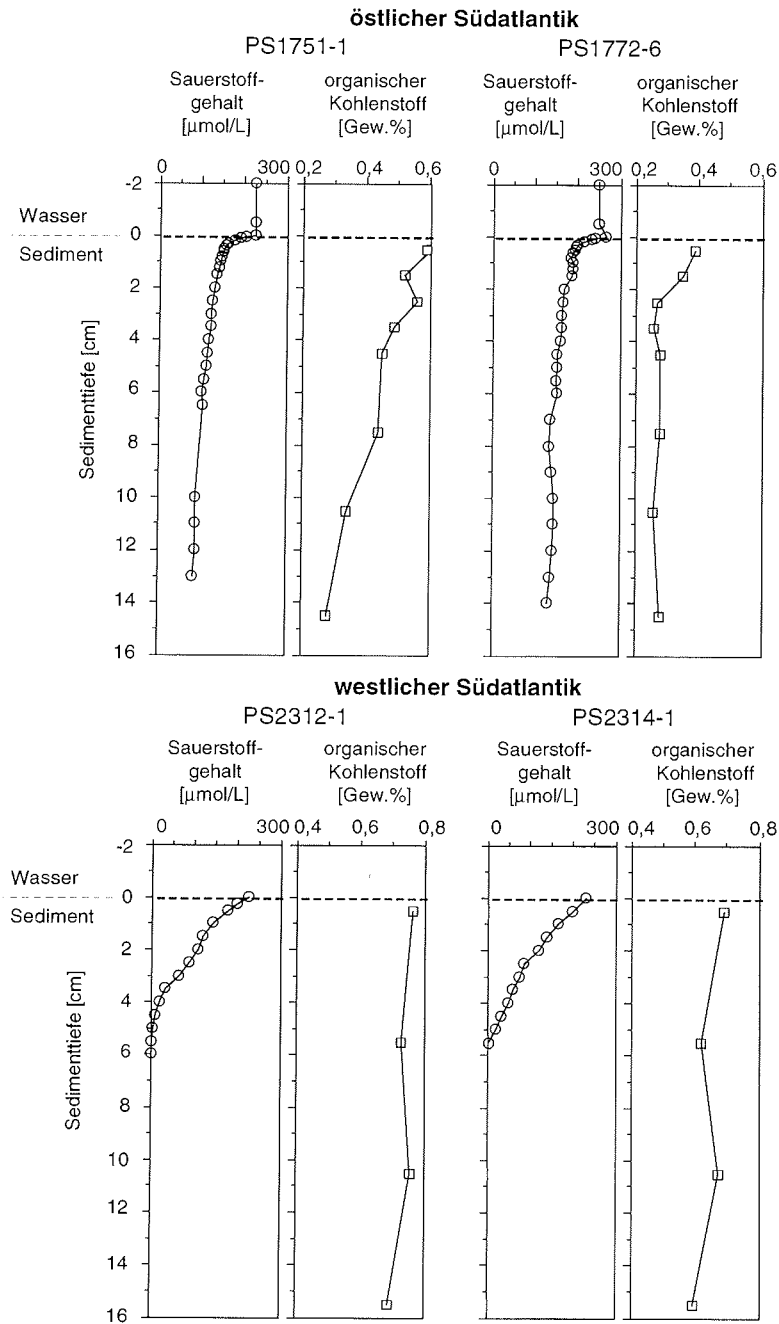 östlicher Südatlantik
PS1751-1
PS1772-6
Sauerstoff-
gehalt
[µmol/L]
organischer
Kohlenstoff
[Gew.%]
Sauerstoff-
gehalt
[µmol/L]
organischer
Kohlenstoff
[Gew.%]
0 300 0,2 0,4 0,6
0 300 0,2 0,4 0,6
-2
Wasser
0
Sediment
2
4
6
8
10
12
14
16
Sedimenttiefe [cm]
westlicher Südatlantik
PS2312-1
PS2314-1
Sauerstoff-
gehalt
[µmol/L]
organischer
Kohlenstoff
[Gew.%]
Sauerstoff-
gehalt
[µmol/L]
organischer
Kohlenstoff
[Gew.%]
0 300 0,4 0,6 0,8
0 300 0,4 0,6 0,8
-2
Wasser
0
Sediment
2
4
6
8
10
12
14
16
Sedimenttiefe [cm]